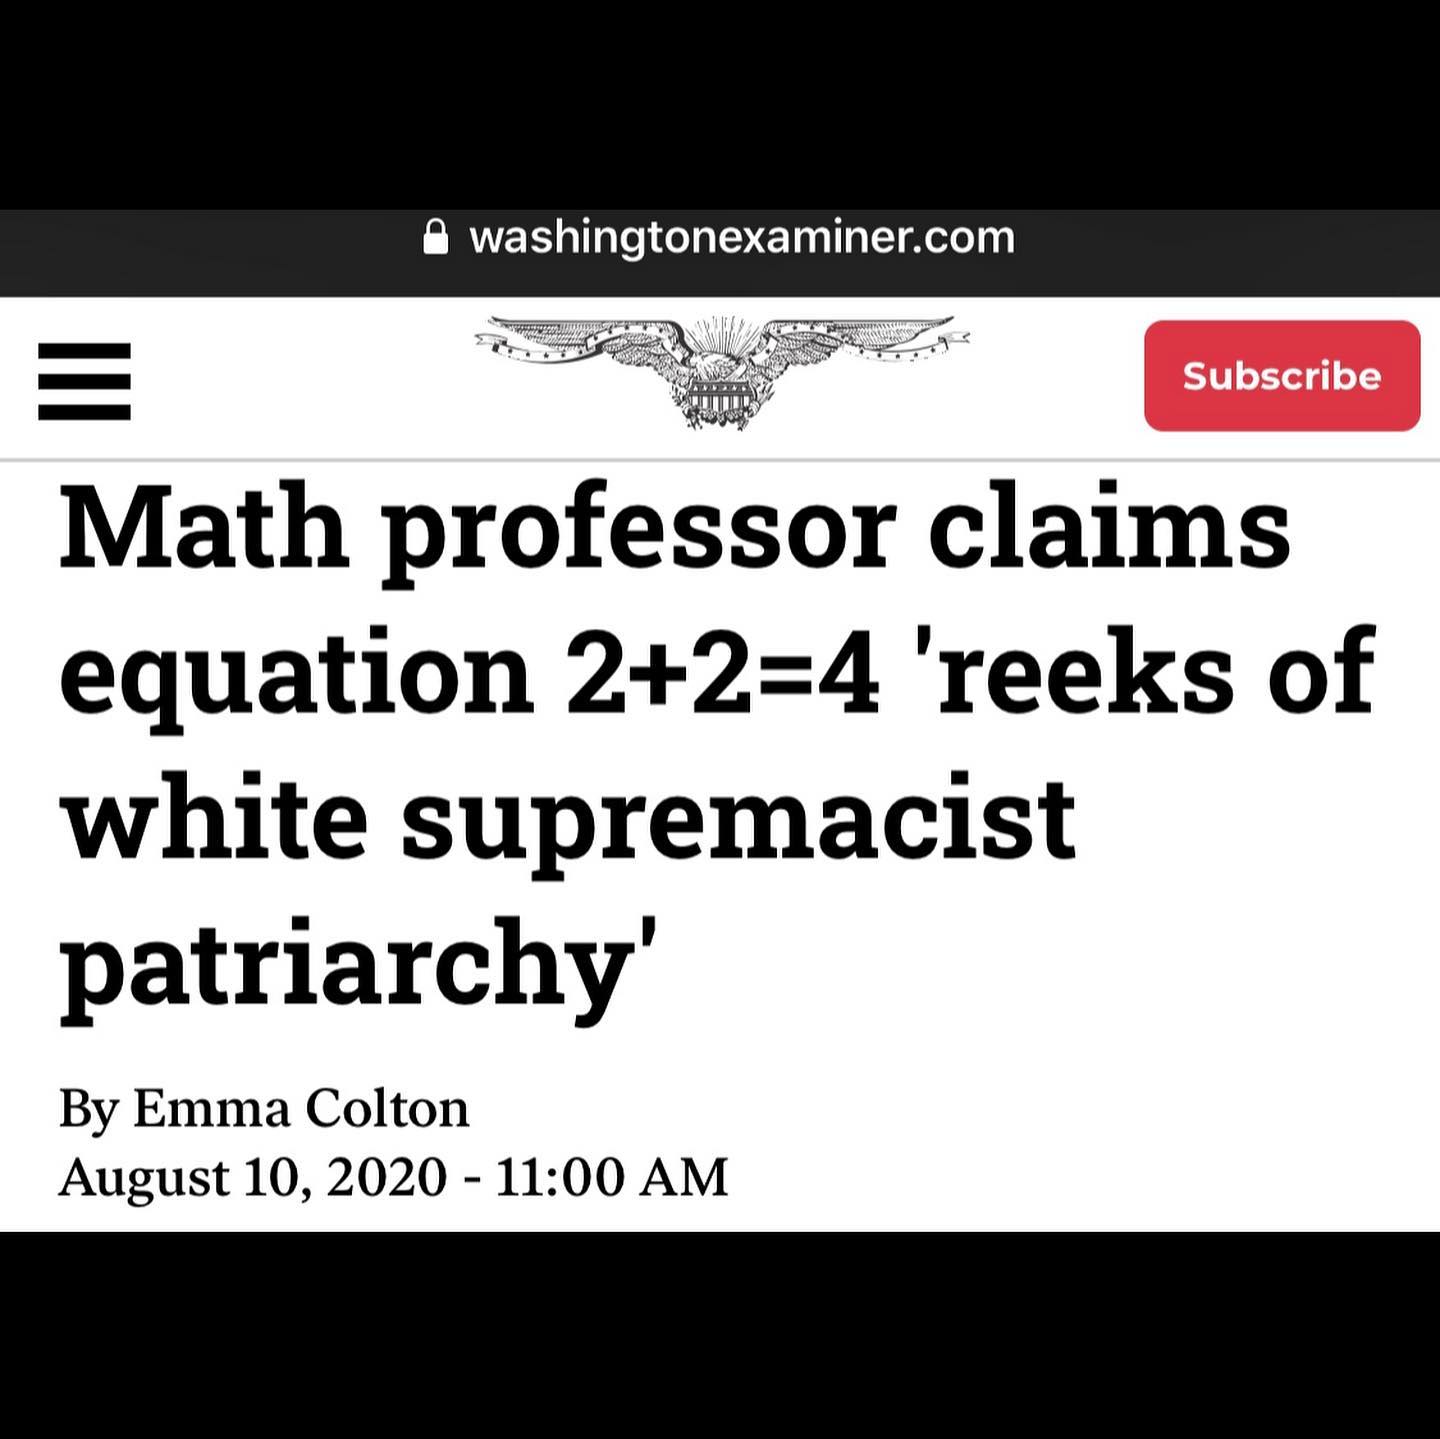 washingtonexaminer.com
Subscribe
Math professor claims
equation 2+2=4 'reeks of
white supremacist
patriarchy'
By Emma Colton
August 10, 2020 - 11:00 AM